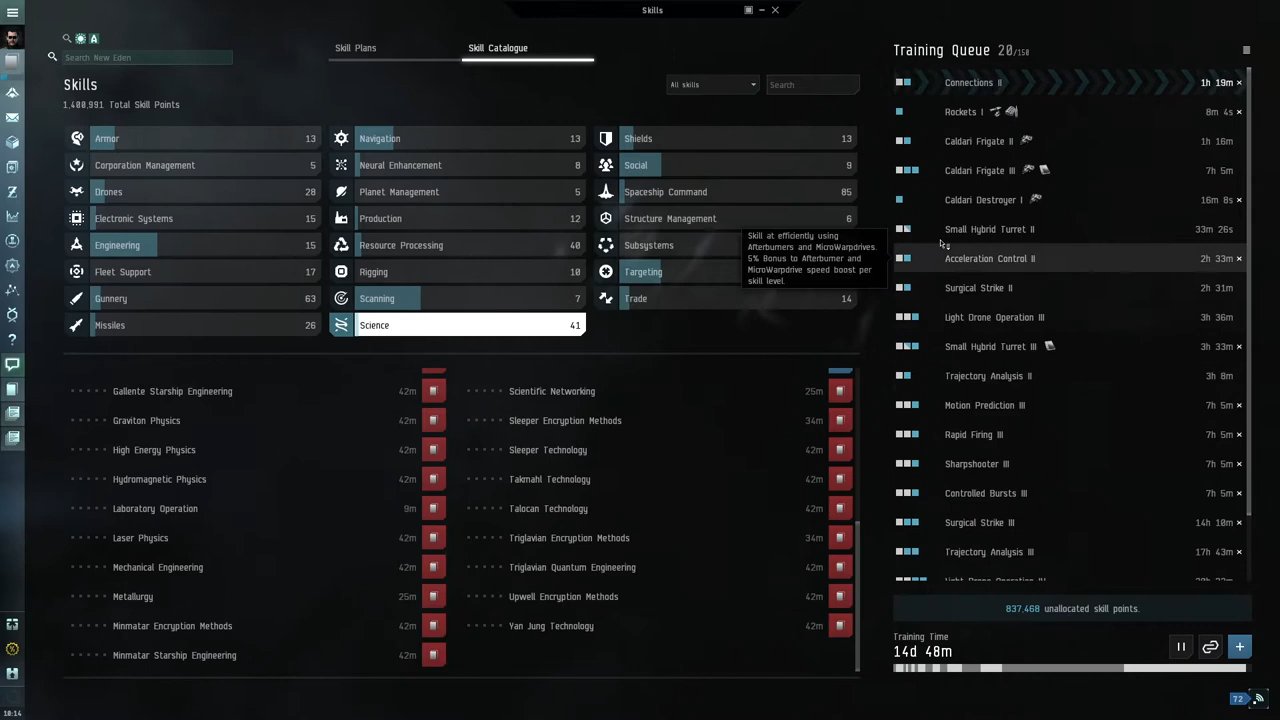 Skills
Search New Eden
Skill Plans
Skill Catalogue
Skills
1,400,991 Total Skill Points
All skills
Search
Armor 13
Navigation 13
Shields 13
Corporation Management 5
Neural Enhancement 8
Social 9
Drones 28
Planet Management 5
Spaceship Command 85
Electronic Systems 15
Production 12
Structure Management 6
Engineering 15
Resource Processing 40
Subsystems
Fleet Support 17
Rigging 10
Targeting
Gunnery 63
Scanning 7
Trade 14
Missiles 26
Science 41
Skill at efficiently using
Afterburners and MicroWarpdrives.
5% Bonus to Afterburner and
MicroWarpdrive speed boost per
skill level.
Gallente Starship Engineering 42m
Scientific Networking 25m
Graviton Physics 42m
Sleeper Encryption Methods 34m
High Energy Physics 42m
Sleeper Technology 42m
Hydromagnetic Physics 42m
Takmahl Technology 42m
Laboratory Operation 9m
Talocan Technology 42m
Laser Physics 42m
Triglavian Encryption Methods 34m
Mechanical Engineering 42m
Triglavian Quantum Engineering 42m
Metallurgy 25m
Upwell Encryption Methods 42m
Minmatar Encryption Methods 42m
Yan Jung Technology 42m
Minmatar Starship Engineering 42m
Training Queue 20/150
Connections II 1h 19m
Rockets I 8m 4s
Caldari Frigate II 1h 16m
Caldari Frigate III 7h 5m
Caldari Destroyer I 16m 8s
Small Hybrid Turret II 33m 26s
Acceleration Control II 2h 33m
Surgical Strike II 2h 31m
Light Drone Operation III 3h 36m
Small Hybrid Turret III 3h 33m
Trajectory Analysis II 3h 8m
Motion Prediction III 7h 5m
Rapid Firing III 7h 5m
Sharpshooter III 7h 5m
Controlled Bursts III 7h 5m
Surgical Strike III 14h 18m
Trajectory Analysis III 17h 43m
Light Drone Operation IV
837,468 unallocated skill points.
Training Time
14d 48m
72
10:14